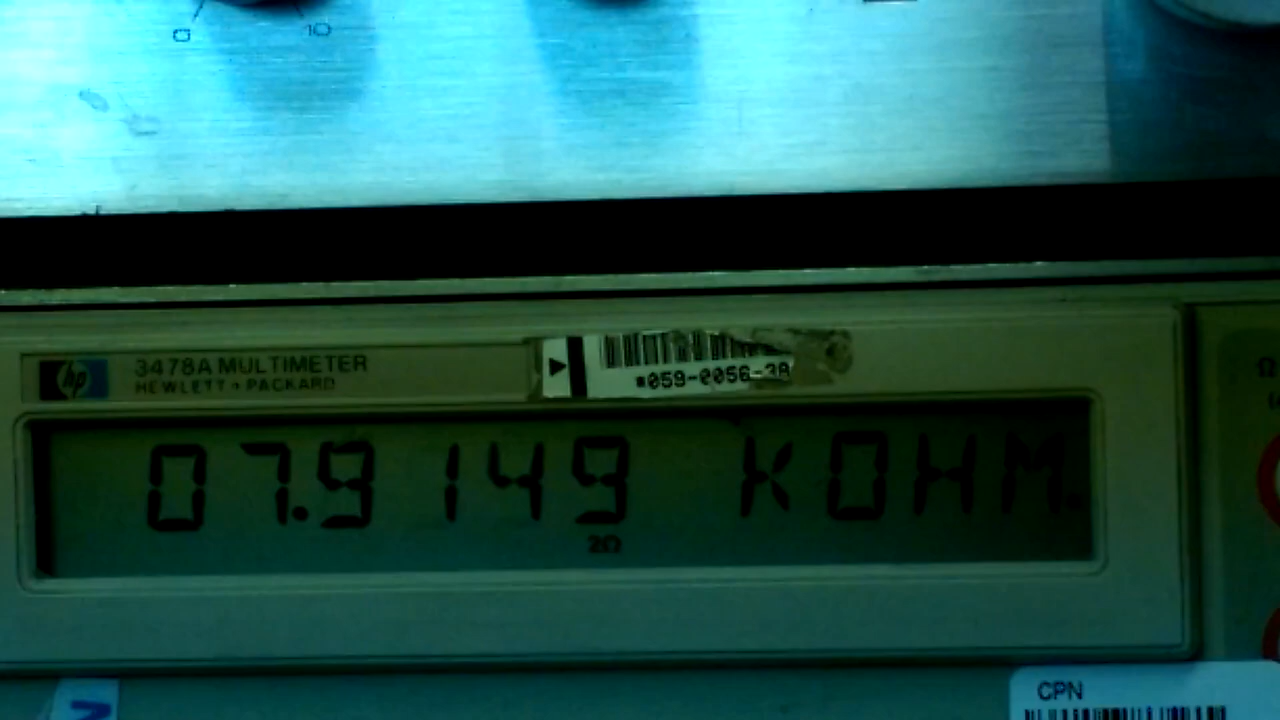 0 10
hp 3478A MULTIMETER
HEWLETT • PACKARD
*059-0056-38
07.9149 KOHM.
2Ω
Ω
CPN